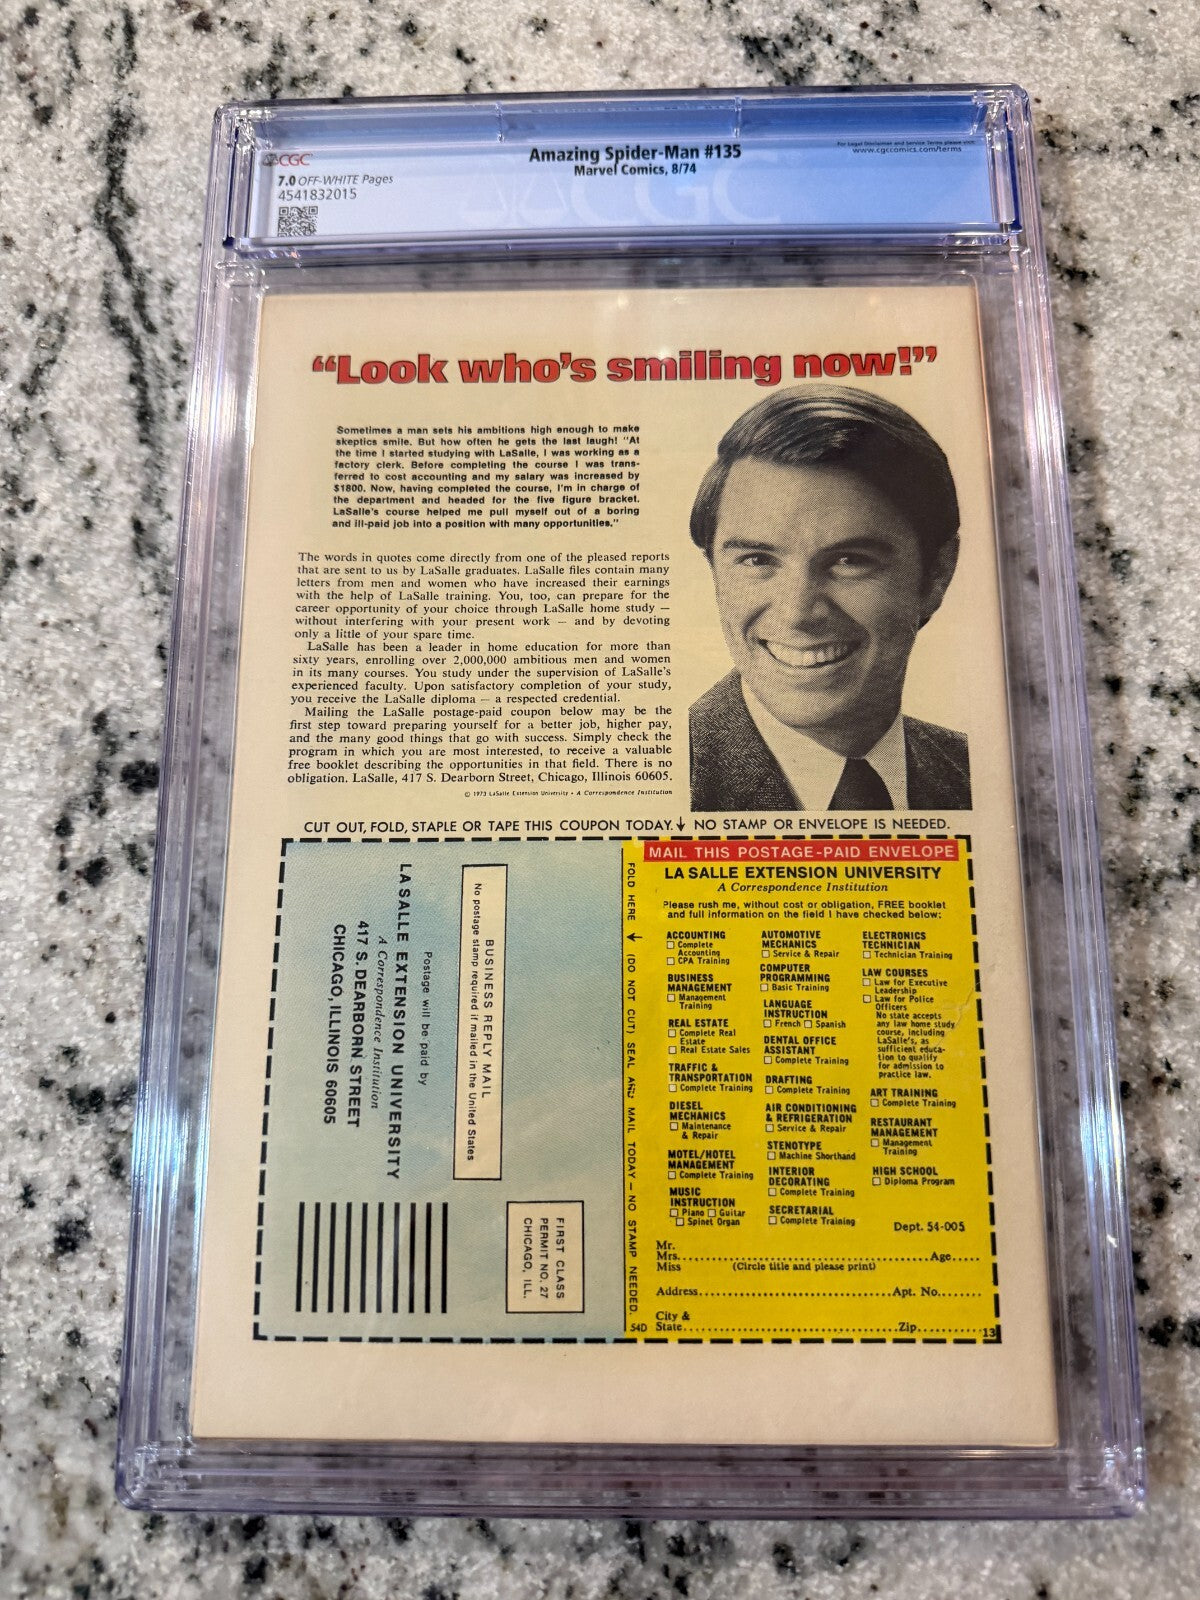 CGC
7.0 OFF-WHITE Pages
4541832015
Amazing Spider-Man #135
Marvel Comics, 8/74
For Legal Disclaimer and Service Terms please visit:
www.cgccomics.com/terms
CGC
“Look who's smiling now!”
Sometimes a man sets his ambitions high enough to make
skeptics smile. But how often he gets the last laugh! "At
the time I started studying with LaSalle, I was working as a
factory clerk. Before completing the course I was trans-
ferred to cost accounting and my salary was increased by
$1800. Now, having completed the course, I'm in charge of
the department and headed for the five figure bracket.
LaSalle's course helped me pull myself out of a boring
and ill-paid job into a position with many opportunities."
The words in quotes come directly from one of the pleased reports
that are sent to us by LaSalle graduates. LaSalle files contain many
letters from men and women who have increased their earnings
with the help of LaSalle training. You, too, can prepare for the
career opportunity of your choice through LaSalle home study —
without interfering with your present work — and by devoting
only a little of your spare time.
LaSalle has been a leader in home education for more than
sixty years, enrolling over 2,000,000 ambitious men and women
in its many courses. You study under the supervision of LaSalle's
experienced faculty. Upon satisfactory completion of your study,
you receive the LaSalle diploma — a respected credential.
Mailing the LaSalle postage-paid coupon below may be the
first step toward preparing yourself for a better job, higher pay,
and the many good things that go with success. Simply check the
program in which you are most interested, to receive a valuable
free booklet describing the opportunities in that field. There is no
obligation. LaSalle, 417 S. Dearborn Street, Chicago, Illinois 60605.
© 1973 LaSalle Extension University • A Correspondence Institution
CUT OUT, FOLD, STAPLE OR TAPE THIS COUPON TODAY. ↓ NO STAMP OR ENVELOPE IS NEEDED.
BUSINESS REPLY MAIL
No postage stamp required if mailed in the United States
Postage will be paid by
LA SALLE EXTENSION UNIVERSITY
A Correspondence Institution
417 S. DEARBORN STREET
CHICAGO, ILLINOIS 60605
FIRST CLASS
PERMIT NO. 27
CHICAGO, ILL.
FOLD HERE ↓ (DO NOT CUT) SEAL AND MAIL TODAY — NO STAMP NEEDED.
54D
MAIL THIS POSTAGE-PAID ENVELOPE
LA SALLE EXTENSION UNIVERSITY
A Correspondence Institution
Please rush me, without cost or obligation, FREE booklet
and full information on the field I have checked below:
ACCOUNTING
Complete
Accounting
CPA Training
BUSINESS
MANAGEMENT
Management
Training
REAL ESTATE
Complete Real
Estate
Real Estate Sales
TRAFFIC &
TRANSPORTATION
Complete Training
DIESEL
MECHANICS
Maintenance
& Repair
MOTEL/HOTEL
MANAGEMENT
Complete Training
MUSIC
INSTRUCTION
Piano Guitar
Spinet Organ
AUTOMOTIVE
MECHANICS
Service & Repair
COMPUTER
PROGRAMMING
Basic Training
LANGUAGE
INSTRUCTION
French Spanish
DENTAL OFFICE
ASSISTANT
Complete Training
DRAFTING
Complete Training
AIR CONDITIONING
& REFRIGERATION
Service & Repair
STENOTYPE
Machine Shorthand
INTERIOR
DECORATING
Complete Training
SECRETARIAL
Complete Training
ELECTRONICS
TECHNICIAN
Technician Training
LAW COURSES
Law for Executive
Leadership
Law for Police
Officers
No state accepts
any law home study
course, including
LaSalle's, as
sufficient educa-
tion to qualify
for admission to
practice law.
ART TRAINING
Complete Training
RESTAURANT
MANAGEMENT
Management
Training
HIGH SCHOOL
Diploma Program
Dept. 54-005
Mr.
Mrs. Age
Miss (Circle title and please print)
Address Apt. No.
City &
State Zip 13